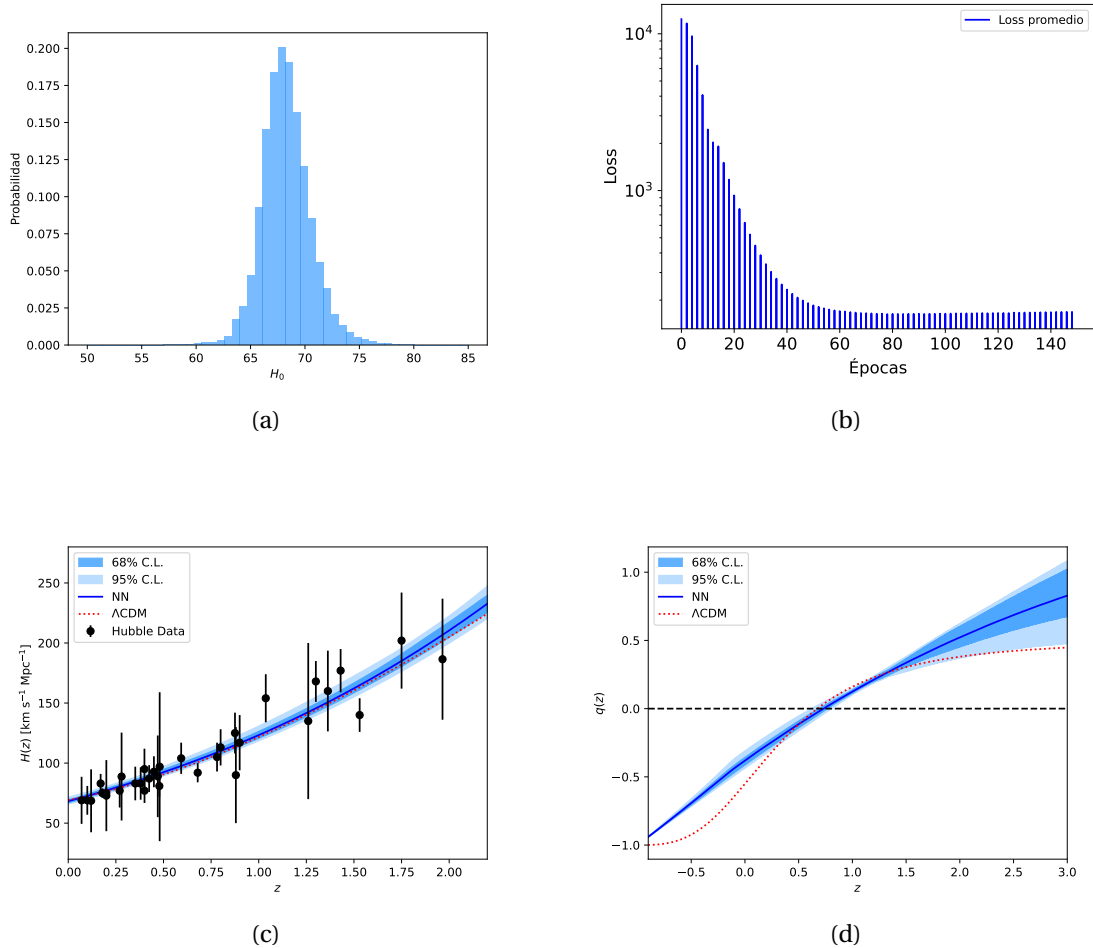 0.200
0.175
0.150
0.125
0.100
0.075
0.050
0.025
0.000
Probabilidad
50 55 60 65 70 75 80 85
H₀
(a)
Loss promedio
10⁴
10³
Loss
0 20 40 60 80 100 120 140
Épocas
(b)
68% C.L.
95% C.L.
NN
ΛCDM
Hubble Data
250
200
150
100
50
H(z) [km s⁻¹ Mpc⁻¹]
0.00 0.25 0.50 0.75 1.00 1.25 1.50 1.75 2.00
z
(c)
68% C.L.
95% C.L.
NN
ΛCDM
1.0
0.5
0.0
−0.5
−1.0
q(z)
−0.5 0.0 0.5 1.0 1.5 2.0 2.5 3.0
z
(d)